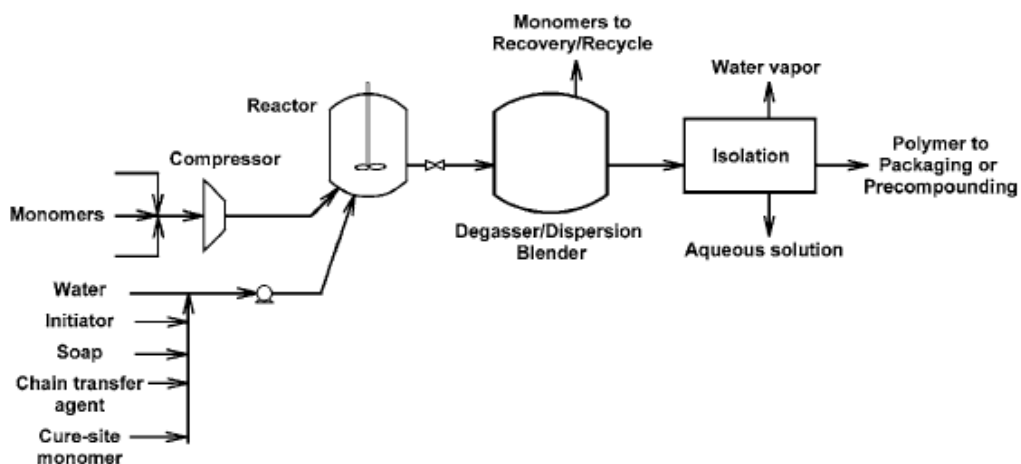 Monomers to
Recovery/Recycle
Water vapor
Reactor
Compressor
Isolation
Polymer to
Packaging or
Precompounding
Monomers
Degasser/Dispersion
Blender
Aqueous solution
Water
Initiator
Soap
Chain transfer
agent
Cure-site
monomer